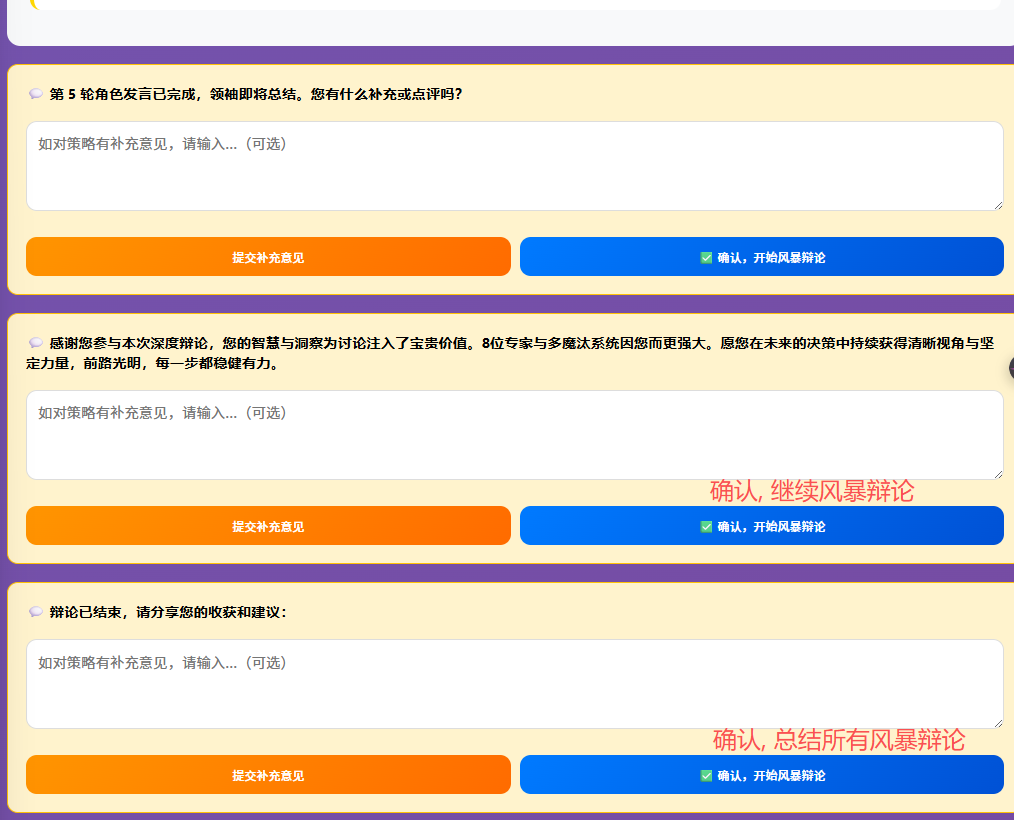 💬 第 5 轮角色发言已完成，领袖即将总结。您有什么补充或点评吗？
如对策略有补充意见，请输入...（可选）
提交补充意见
✅ 确认，开始风暴辩论
💬 感谢您参与本次深度辩论，您的智慧与洞察为讨论注入了宝贵价值。8位专家与多魔汰系统因您而更强大。愿您在未来的决策中持续获得清晰视角与坚
定力量，前路光明，每一步都稳健有力。
如对策略有补充意见，请输入...（可选）
确认, 继续风暴辩论
提交补充意见
✅ 确认，开始风暴辩论
💬 辩论已结束，请分享您的收获和建议：
如对策略有补充意见，请输入...（可选）
确认, 总结所有风暴辩论
提交补充意见
✅ 确认，开始风暴辩论